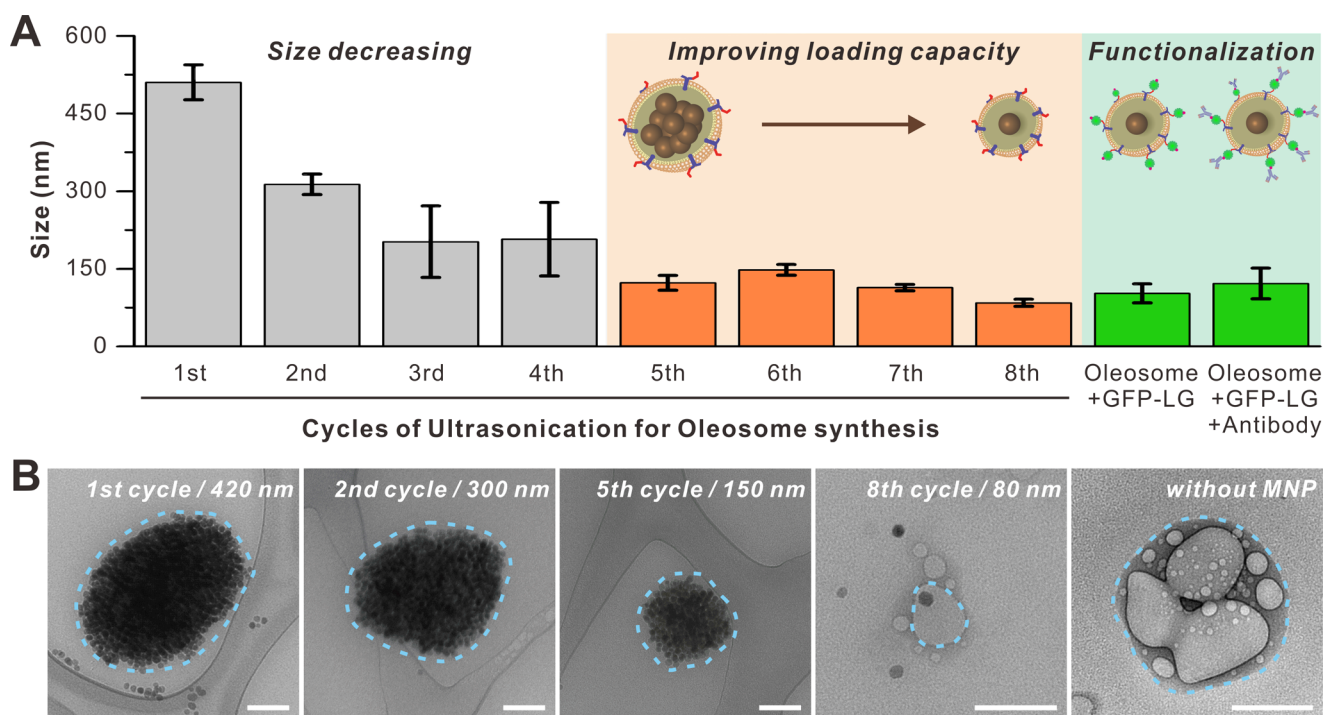 A
Size decreasing
Improving loading capacity
Functionalization
Size (nm)
600
450
300
150
0
1st 2nd 3rd 4th 5th 6th 7th 8th
Oleosome
+GFP-LG
Oleosome
+GFP-LG
+Antibody
Cycles of Ultrasonication for Oleosome synthesis
B
1st cycle / 420 nm
2nd cycle / 300 nm
5th cycle / 150 nm
8th cycle / 80 nm
without MNP